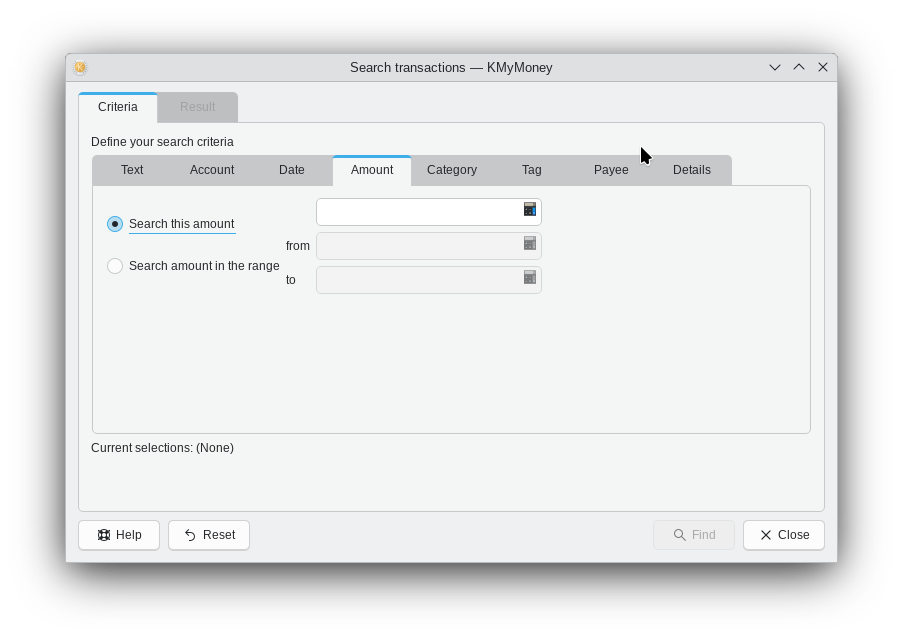 Search transactions — KMyMoney
Criteria Result
Define your search criteria
Text Account Date Amount Category Tag Payee Details
Search this amount
from
Search amount in the range
to
Current selections: (None)
Help Reset Find Close